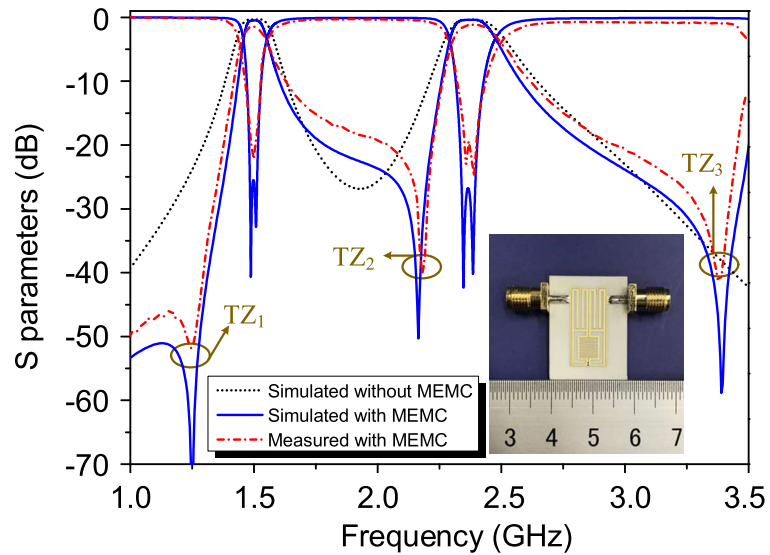 S parameters (dB)
0
-10
-20
-30
-40
-50
-60
-70
TZ1
TZ2
TZ3
Simulated without MEMC
Simulated with MEMC
Measured with MEMC
3 4 5 6 7
1.0 1.5 2.0 2.5 3.0 3.5
Frequency (GHz)